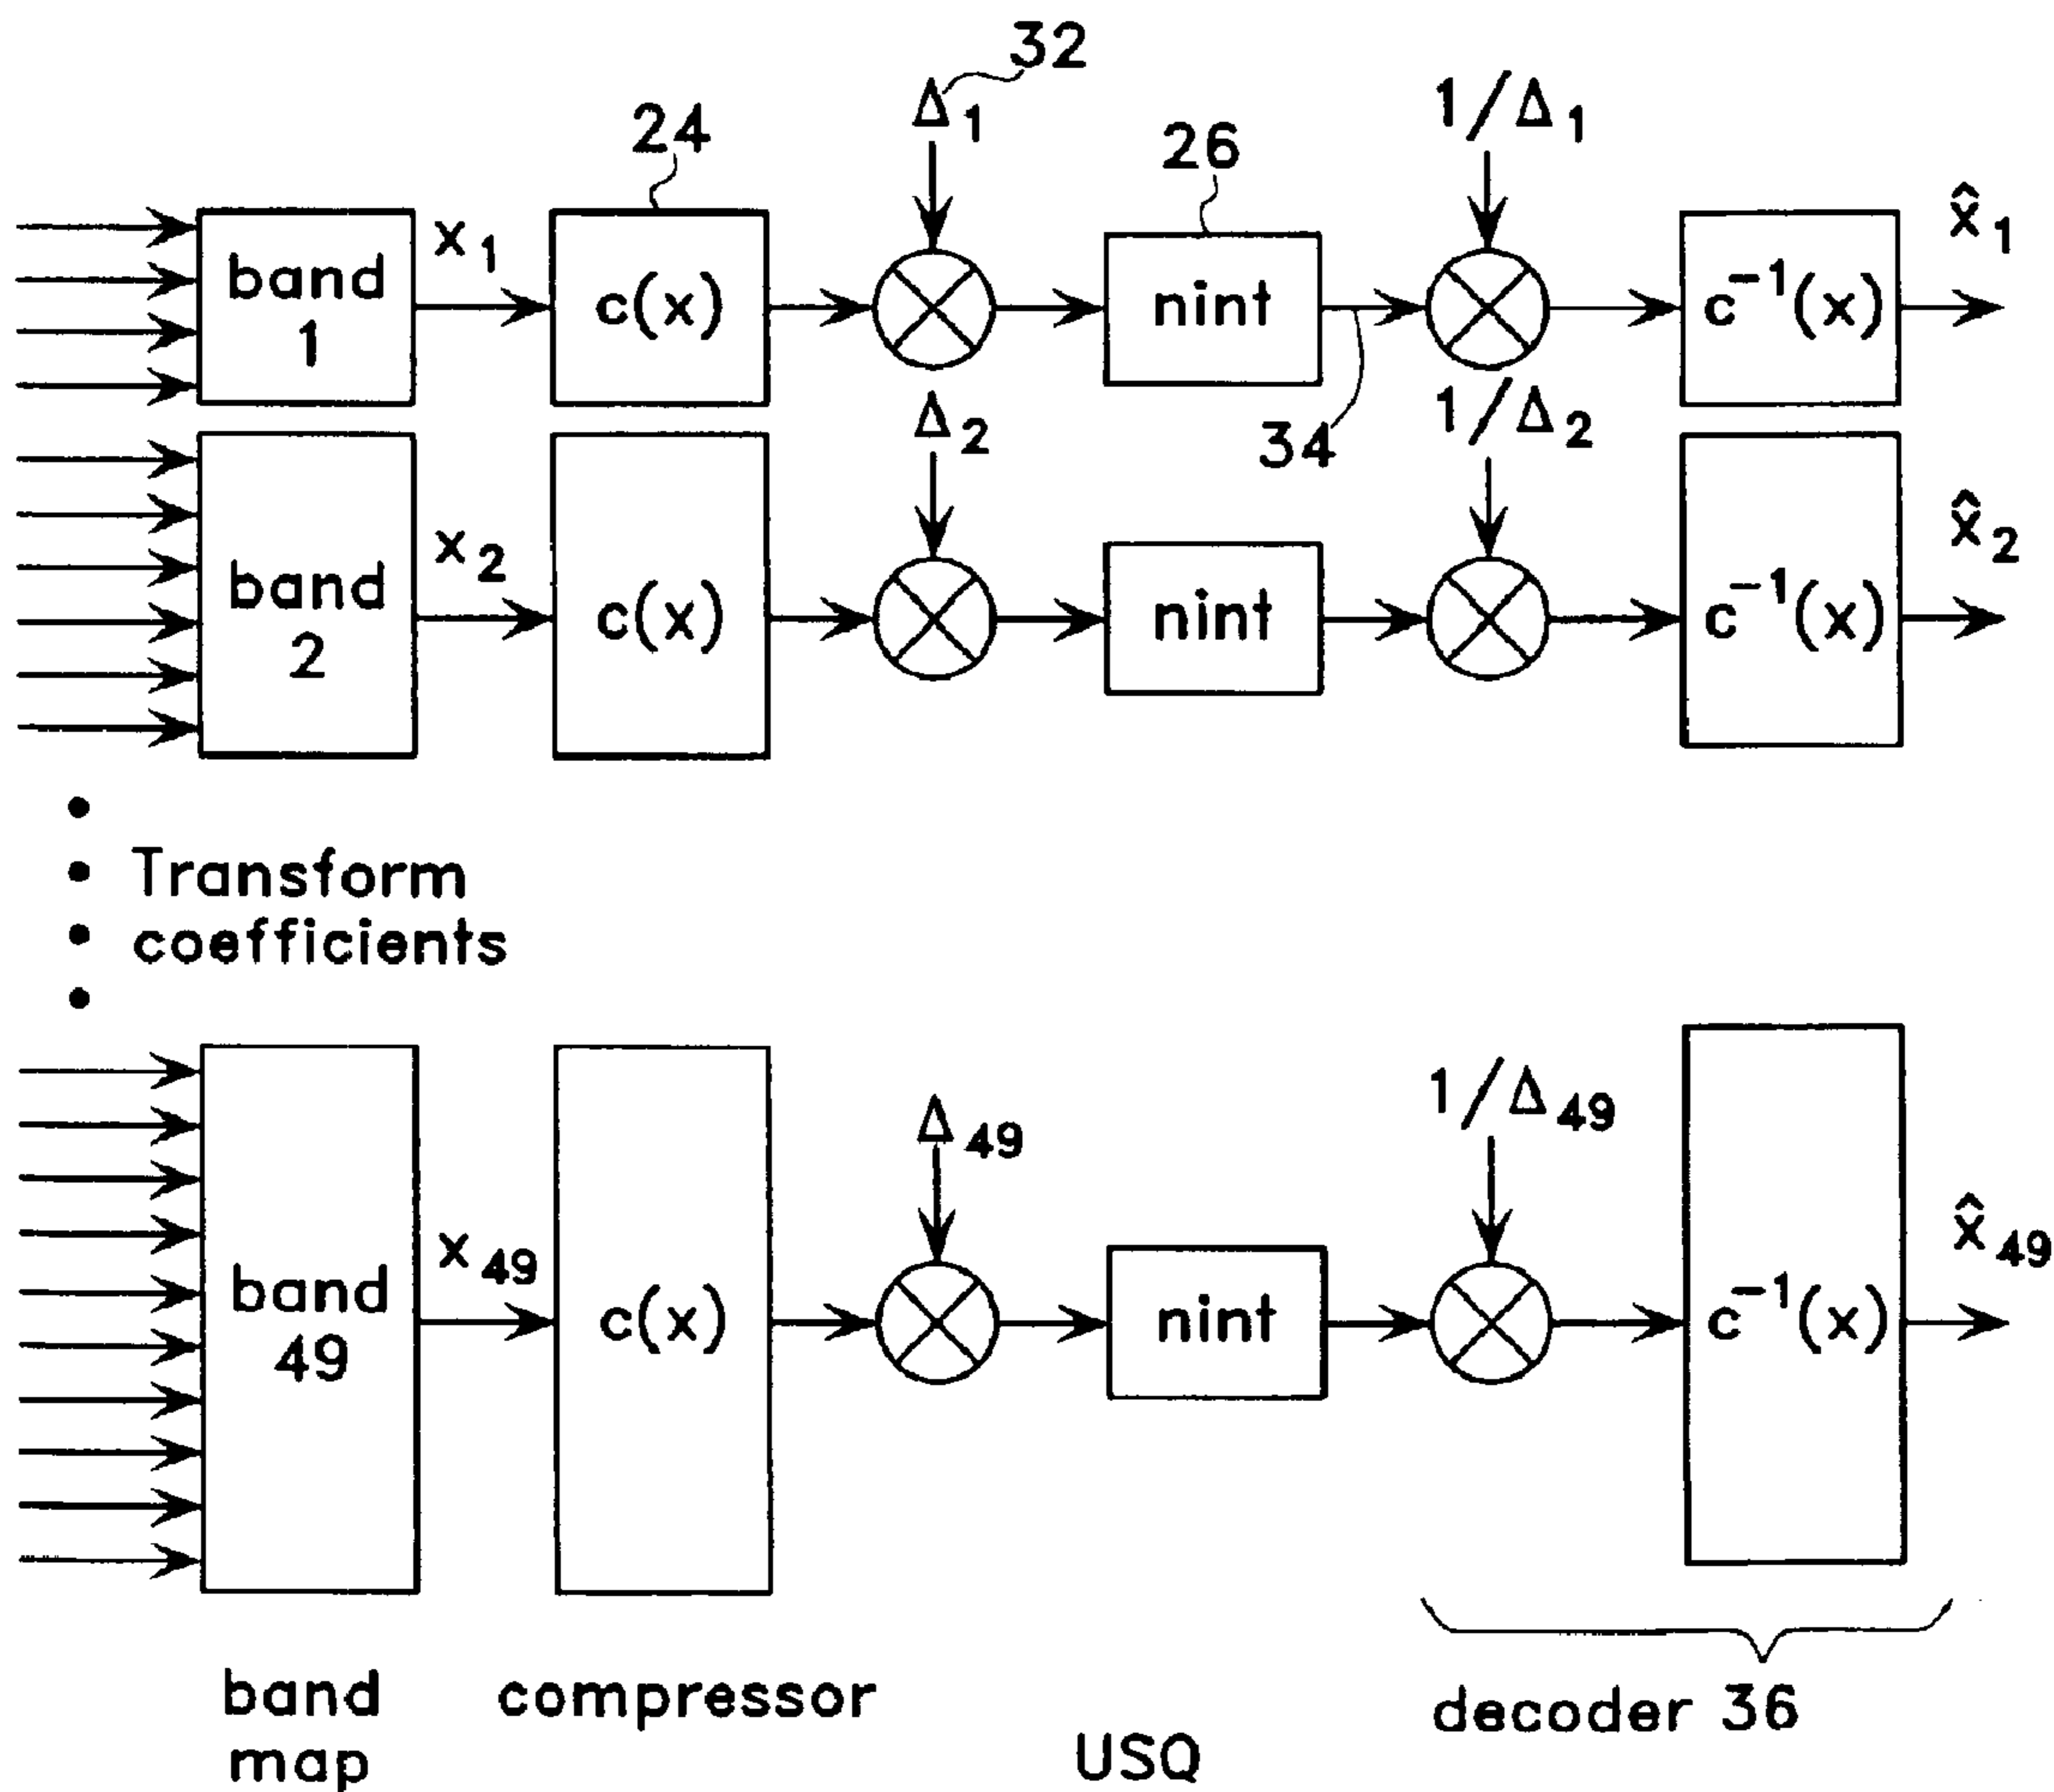 32
Δ1
1/Δ1
24
26
x̂1
band
1
x1
c(x)
nint
c⁻¹(x)
34
Δ2
1/Δ2
x̂2
band
2
x2
c(x)
nint
c⁻¹(x)
Transform
coefficients
Δ49
1/Δ49
x̂49
band
49
x49
c(x)
nint
c⁻¹(x)
band
map
compressor
USQ
decoder 36